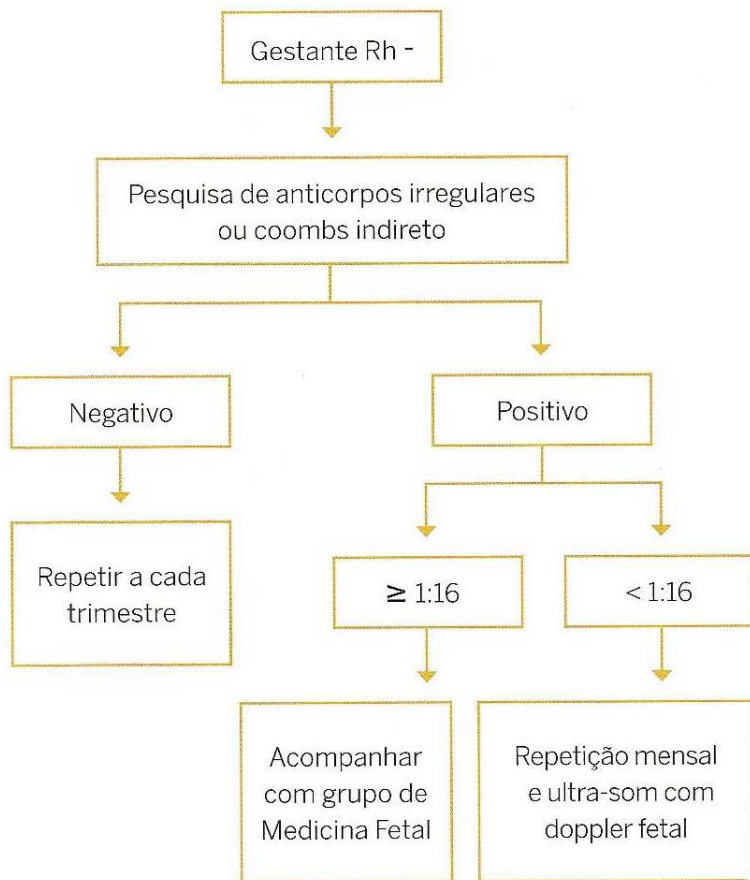 Gestante Rh -
Pesquisa de anticorpos irregulares
ou coombs indireto
Negativo
Positivo
Repetir a cada
trimestre
≥ 1:16
< 1:16
Acompanhar
com grupo de
Medicina Fetal
Repetição mensal
e ultra-som com
doppler fetal